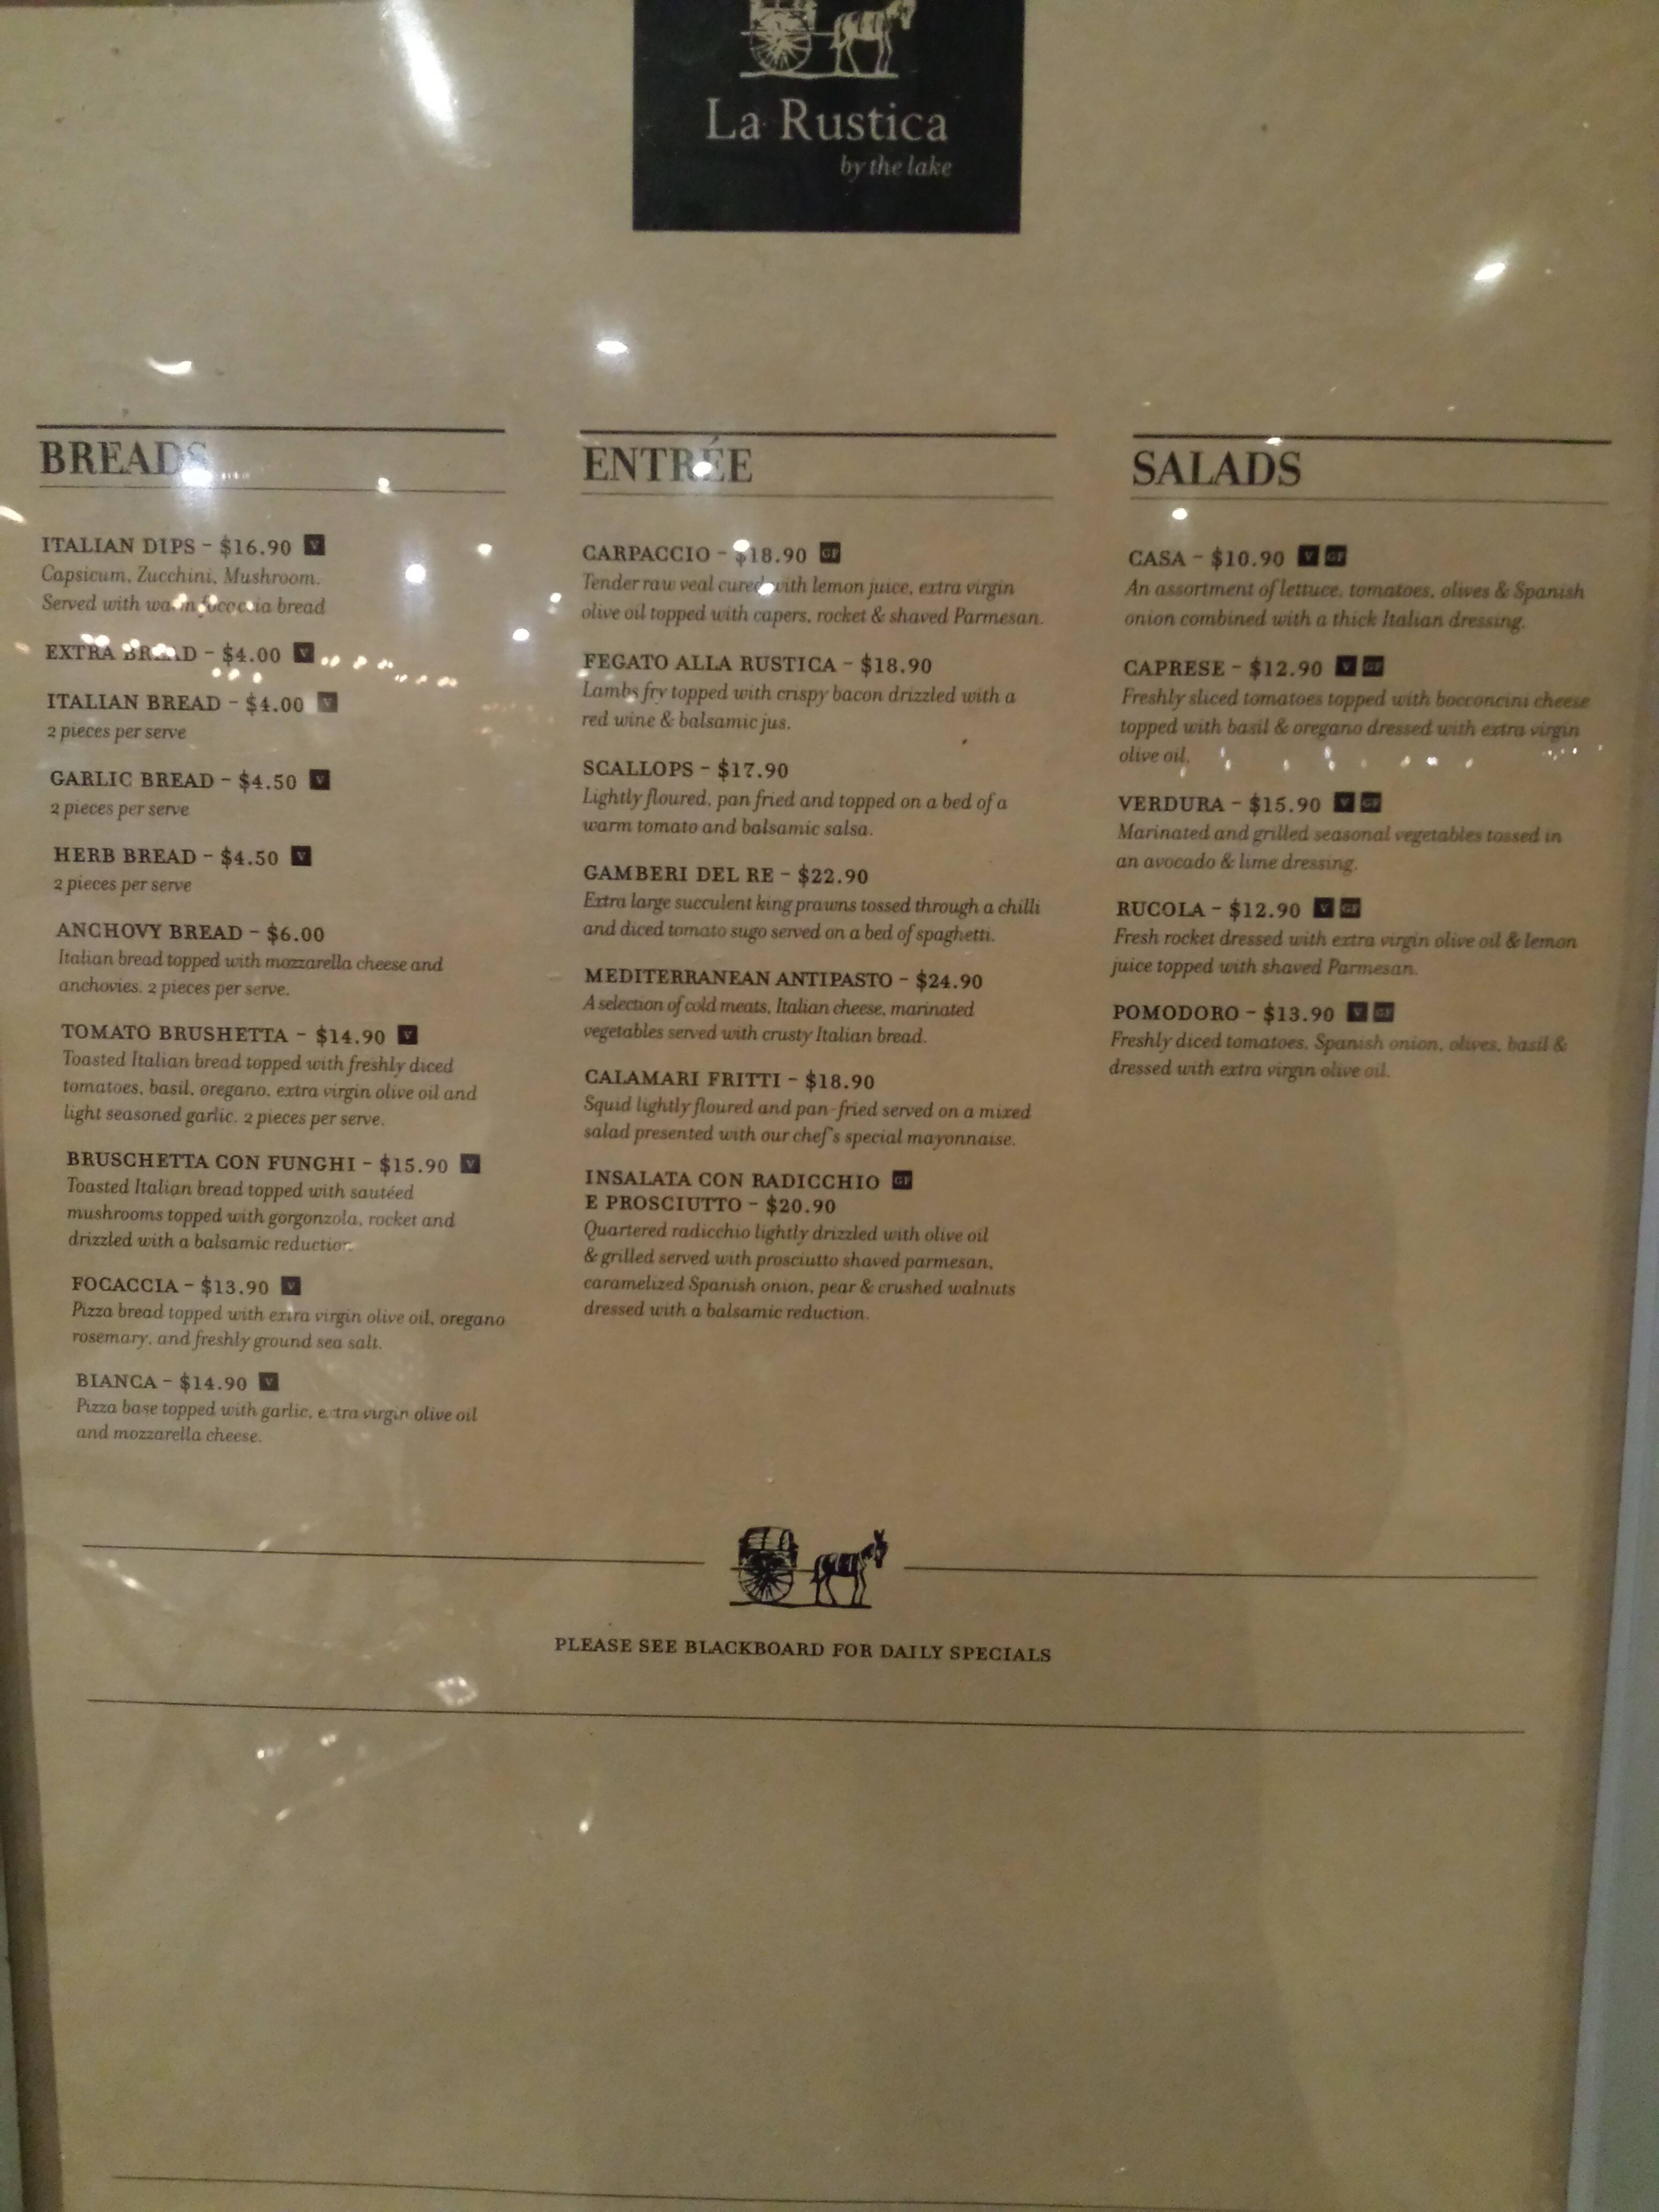 La Rustica
by the lake
BREADS
ITALIAN DIPS – $16.90 V
Capsicum, Zucchini, Mushroom.
Served with warm focaccia bread
EXTRA BREAD – $4.00 V
ITALIAN BREAD – $4.00 V
2 pieces per serve
GARLIC BREAD – $4.50 V
2 pieces per serve
HERB BREAD – $4.50 V
2 pieces per serve
ANCHOVY BREAD – $6.00
Italian bread topped with mozzarella cheese and
anchovies. 2 pieces per serve.
TOMATO BRUSHETTA – $14.90 V
Toasted Italian bread topped with freshly diced
tomatoes, basil, oregano, extra virgin olive oil and
light seasoned garlic. 2 pieces per serve.
BRUSCHETTA CON FUNGHI – $15.90 V
Toasted Italian bread topped with sautéed
mushrooms topped with gorgonzola, rocket and
drizzled with a balsamic reduction.
FOCACCIA – $13.90 V
Pizza bread topped with extra virgin olive oil, oregano
rosemary, and freshly ground sea salt.
BIANCA – $14.90 V
Pizza base topped with garlic, extra virgin olive oil
and mozzarella cheese.
ENTRÉE
CARPACCIO – $18.90 GF
Tender raw veal cured with lemon juice, extra virgin
olive oil topped with capers, rocket & shaved Parmesan.
FEGATO ALLA RUSTICA – $18.90
Lambs fry topped with crispy bacon drizzled with a
red wine & balsamic jus.
SCALLOPS – $17.90
Lightly floured, pan fried and topped on a bed of a
warm tomato and balsamic salsa.
GAMBERI DEL RE – $22.90
Extra large succulent king prawns tossed through a chilli
and diced tomato sugo served on a bed of spaghetti.
MEDITERRANEAN ANTIPASTO – $24.90
A selection of cold meats, Italian cheese, marinated
vegetables served with crusty Italian bread.
CALAMARI FRITTI – $18.90
Squid lightly floured and pan-fried served on a mixed
salad presented with our chef's special mayonnaise.
INSALATA CON RADICCHIO GF
E PROSCIUTTO – $20.90
Quartered radicchio lightly drizzled with olive oil
& grilled served with prosciutto shaved parmesan,
caramelized Spanish onion, pear & crushed walnuts
dressed with a balsamic reduction.
SALADS
CASA – $10.90 V GF
An assortment of lettuce, tomatoes, olives & Spanish
onion combined with a thick Italian dressing.
CAPRESE – $12.90 V GF
Freshly sliced tomatoes topped with bocconcini cheese
topped with basil & oregano dressed with extra virgin
olive oil.
VERDURA – $15.90 V GF
Marinated and grilled seasonal vegetables tossed in
an avocado & lime dressing.
RUCOLA – $12.90 V GF
Fresh rocket dressed with extra virgin olive oil & lemon
juice topped with shaved Parmesan.
POMODORO – $13.90 V GF
Freshly diced tomatoes, Spanish onion, olives, basil &
dressed with extra virgin olive oil.
PLEASE SEE BLACKBOARD FOR DAILY SPECIALS